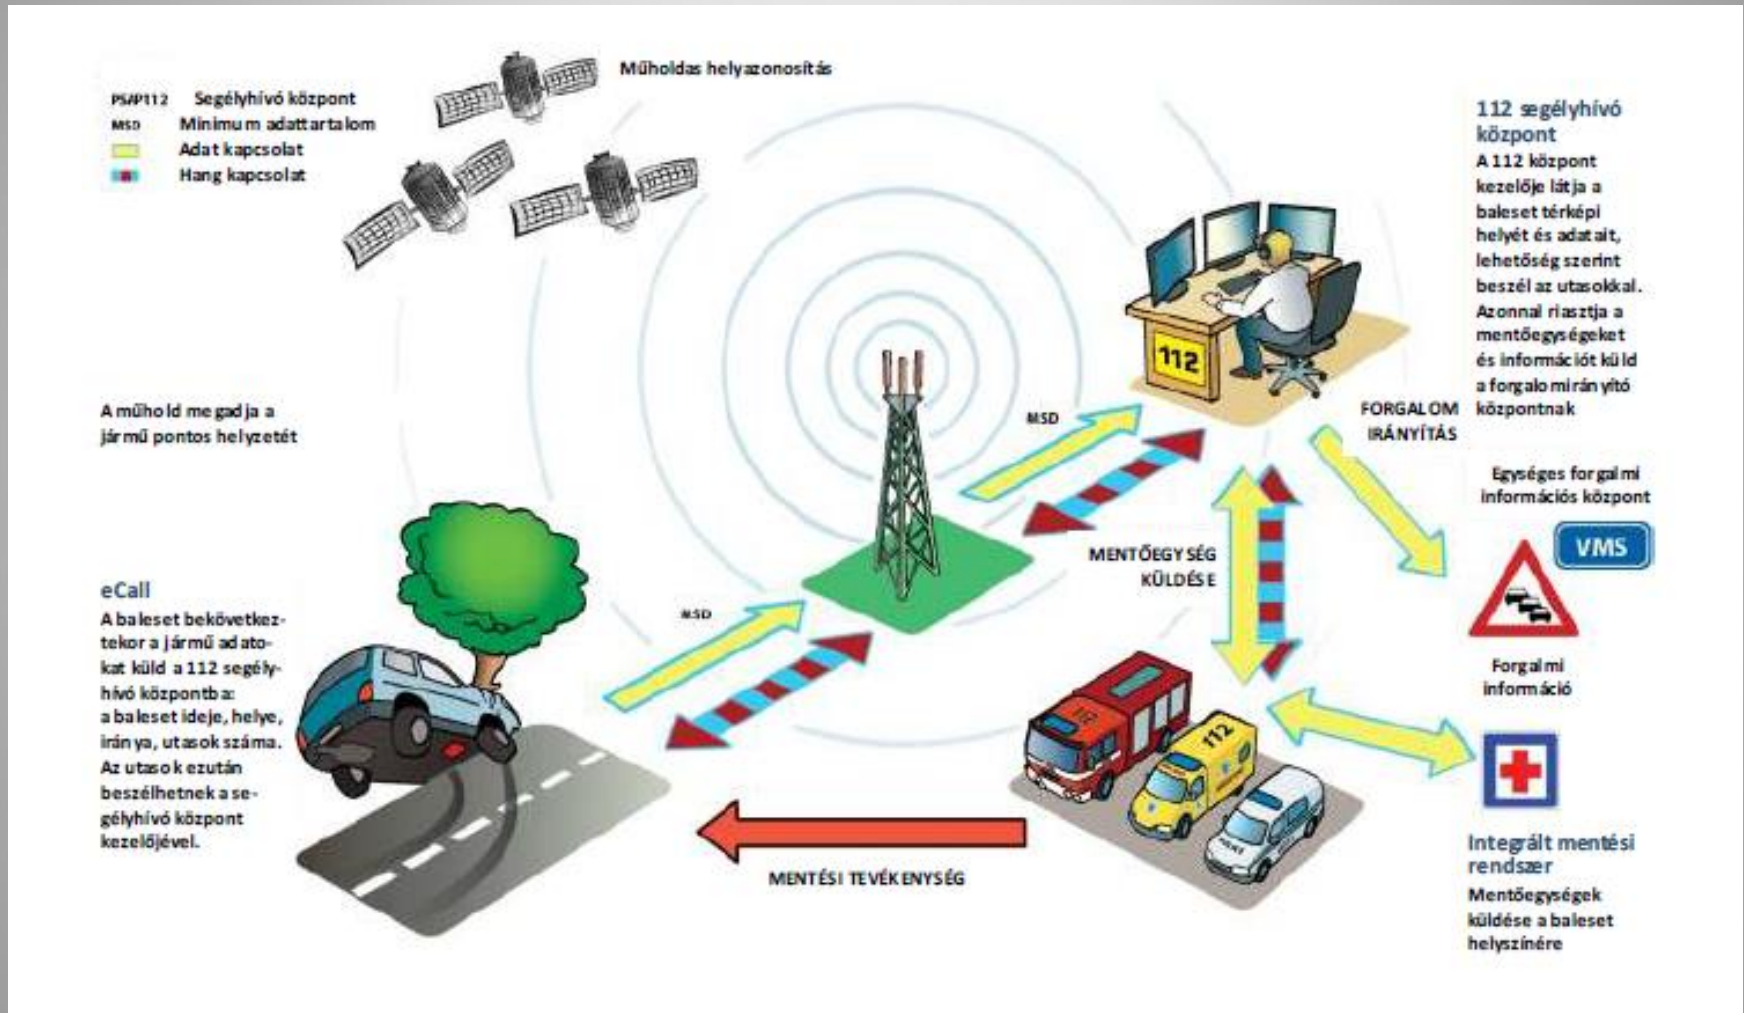 Műholdas helyazonosítás
PSAP112 Segélyhívó központ
MSD Minimum adattartalom
Adat kapcsolat
Hang kapcsolat
A műhold megadja a
jármű pontos helyzetét
eCall
A baleset bekövetkez-
tekor a jármű adato-
kat küld a 112 segély-
hívó központba:
a baleset ideje, helye,
iránya, utasok száma.
Az utasok ezután
beszélhetnek a se-
gélyhívó központ
kezelőjével.
MSD
MSD
112
112 segélyhívó
központ
A 112 központ
kezelője látja a
baleset térképi
helyét és adatait,
lehetőség szerint
beszél az utasokkal.
Azonnal riasztja a
mentőegységeket
és információt küld
a forgalomirányító
központnak
FORGALOM
IRÁNYÍTÁS
MENTŐEGYSÉG
KÜLDÉSE
Egységes forgalmi
információs központ
VMS
Forgalmi
információ
112
112
POLICE
MENTÉSI TEVÉKENYSÉG
Integrált mentési
rendszer
Mentőegységek
küldése a baleset
helyszínére